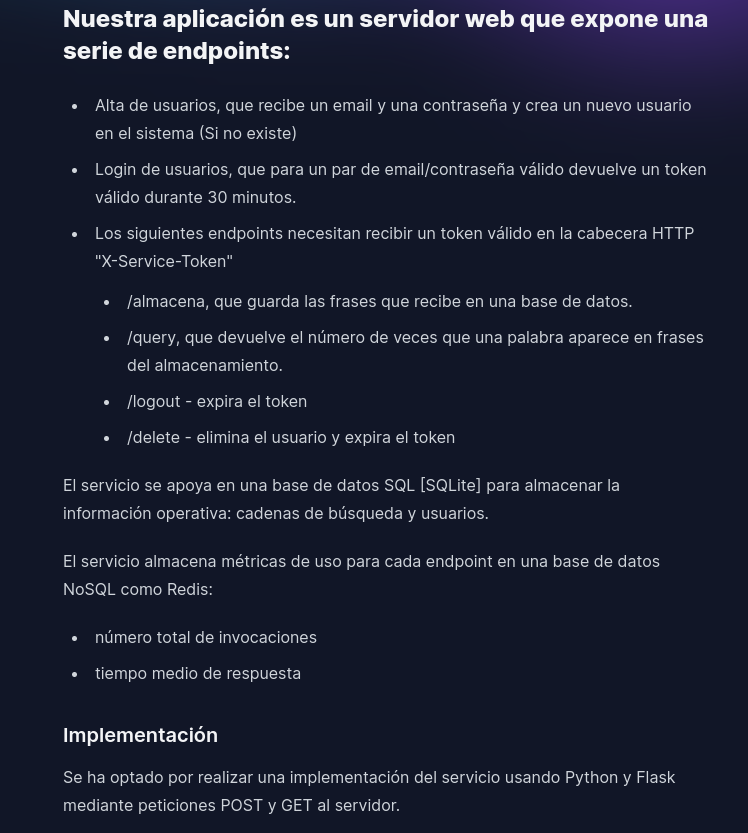 Nuestra aplicación es un servidor web que expone una
serie de endpoints:
• Alta de usuarios, que recibe un email y una contraseña y crea un nuevo usuario
en el sistema (Si no existe)
• Login de usuarios, que para un par de email/contraseña válido devuelve un token
válido durante 30 minutos.
• Los siguientes endpoints necesitan recibir un token válido en la cabecera HTTP
"X-Service-Token"
• /almacena, que guarda las frases que recibe en una base de datos.
• /query, que devuelve el número de veces que una palabra aparece en frases
del almacenamiento.
• /logout - expira el token
• /delete - elimina el usuario y expira el token
El servicio se apoya en una base de datos SQL [SQLite] para almacenar la
información operativa: cadenas de búsqueda y usuarios.
El servicio almacena métricas de uso para cada endpoint en una base de datos
NoSQL como Redis:
• número total de invocaciones
• tiempo medio de respuesta
Implementación
Se ha optado por realizar una implementación del servicio usando Python y Flask
mediante peticiones POST y GET al servidor.